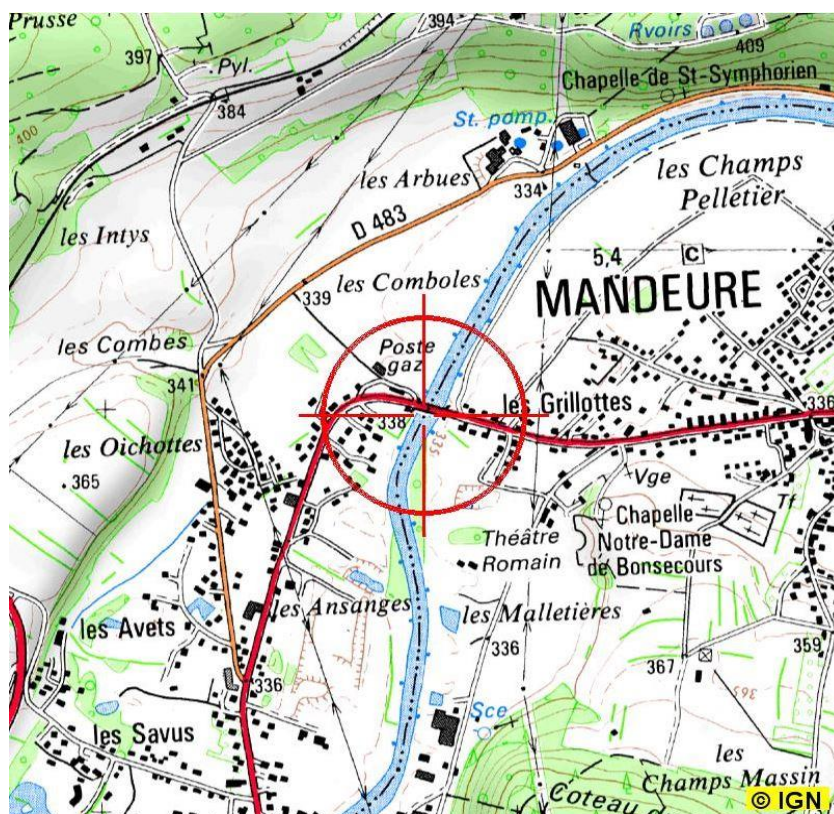 Prusse
394
Rvoirs
409
397
Pyl.
384
Chapelle de St-Symphorien
400
St. pomp.
les Arbues
334
les Champs
Pelletier
les Intys
D 483
5,4
C
les Comboles
339
MANDEURE
les Combes
Poste
gaz
341
les Grillottes
336
338
335
les Oichottes
365
Vge
Tf
Chapelle
Notre-Dame
de Bonsecours
Théâtre
Romain
les Ansanges
les Malletières
les Avets
336
359
367
336
365
Sce
les Savus
les
Champs Massin
Coteau d
© IGN